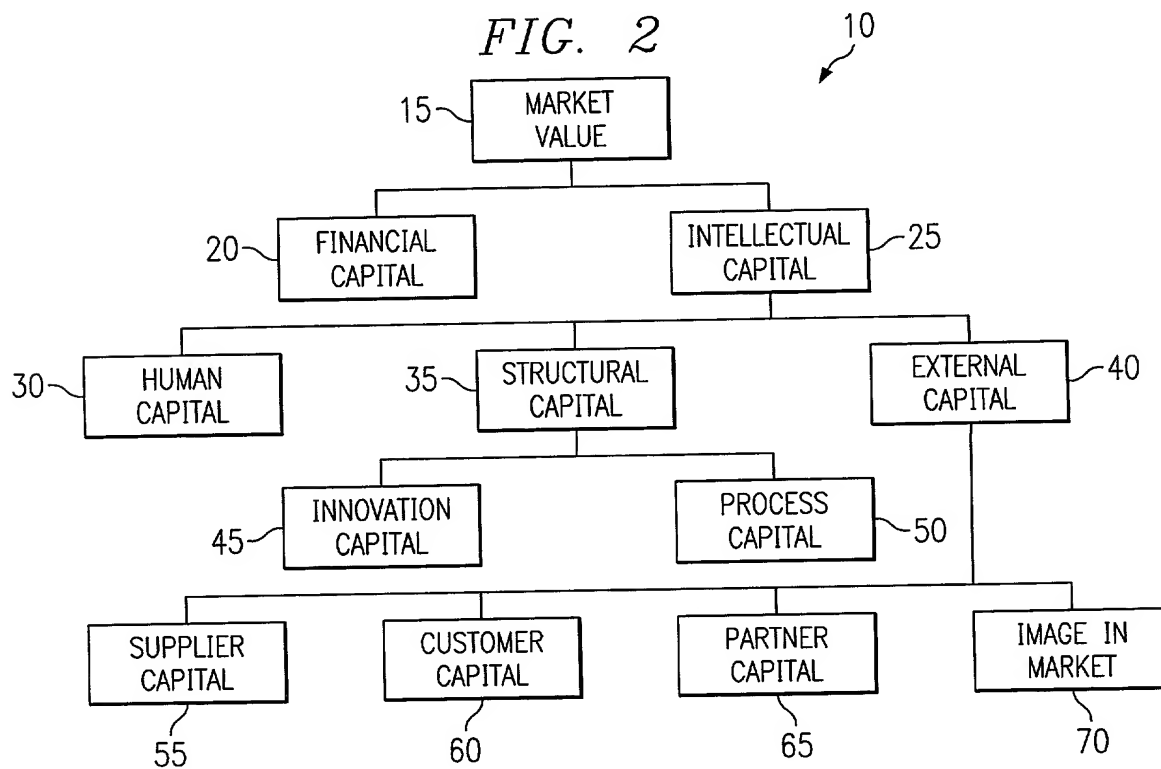 FIG. 2
10
15
MARKET
VALUE
20
FINANCIAL
CAPITAL
INTELLECTUAL
CAPITAL
25
30
HUMAN
CAPITAL
35
STRUCTURAL
CAPITAL
EXTERNAL
CAPITAL
40
45
INNOVATION
CAPITAL
PROCESS
CAPITAL
50
SUPPLIER
CAPITAL
CUSTOMER
CAPITAL
PARTNER
CAPITAL
IMAGE IN
MARKET
55
60
65
70